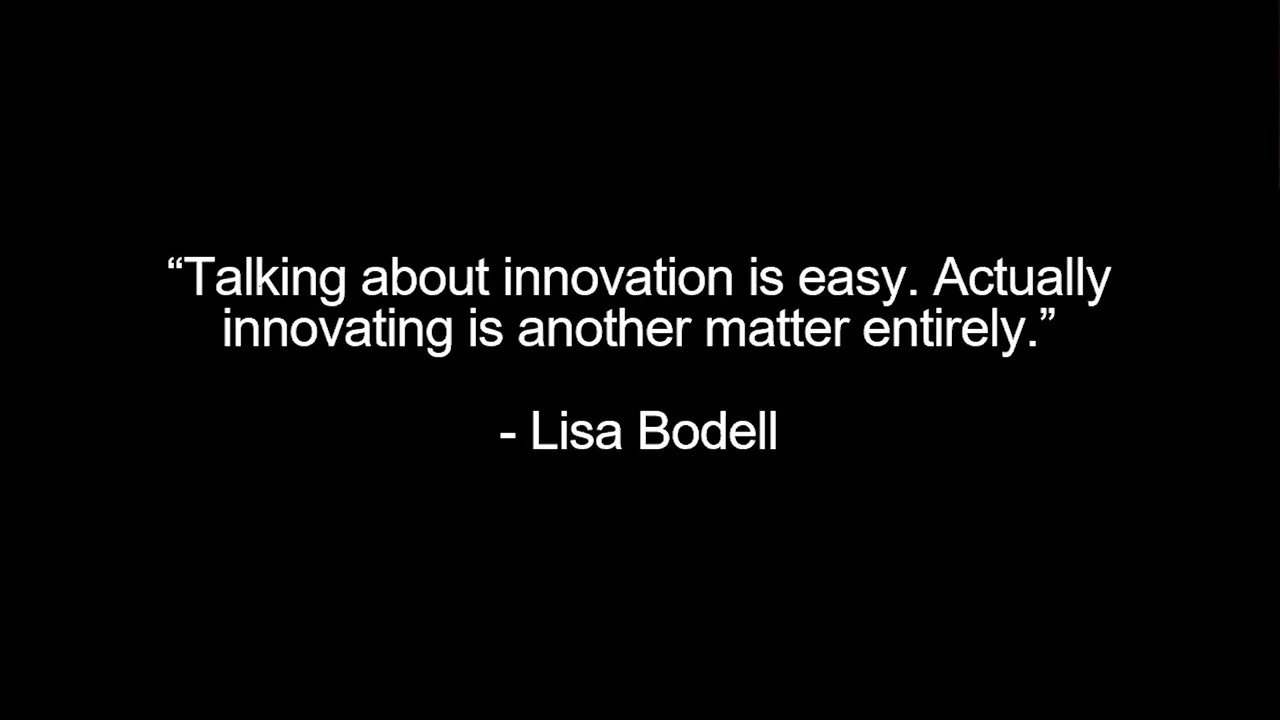 “Talking about innovation is easy. Actually
innovating is another matter entirely.”
- Lisa Bodell